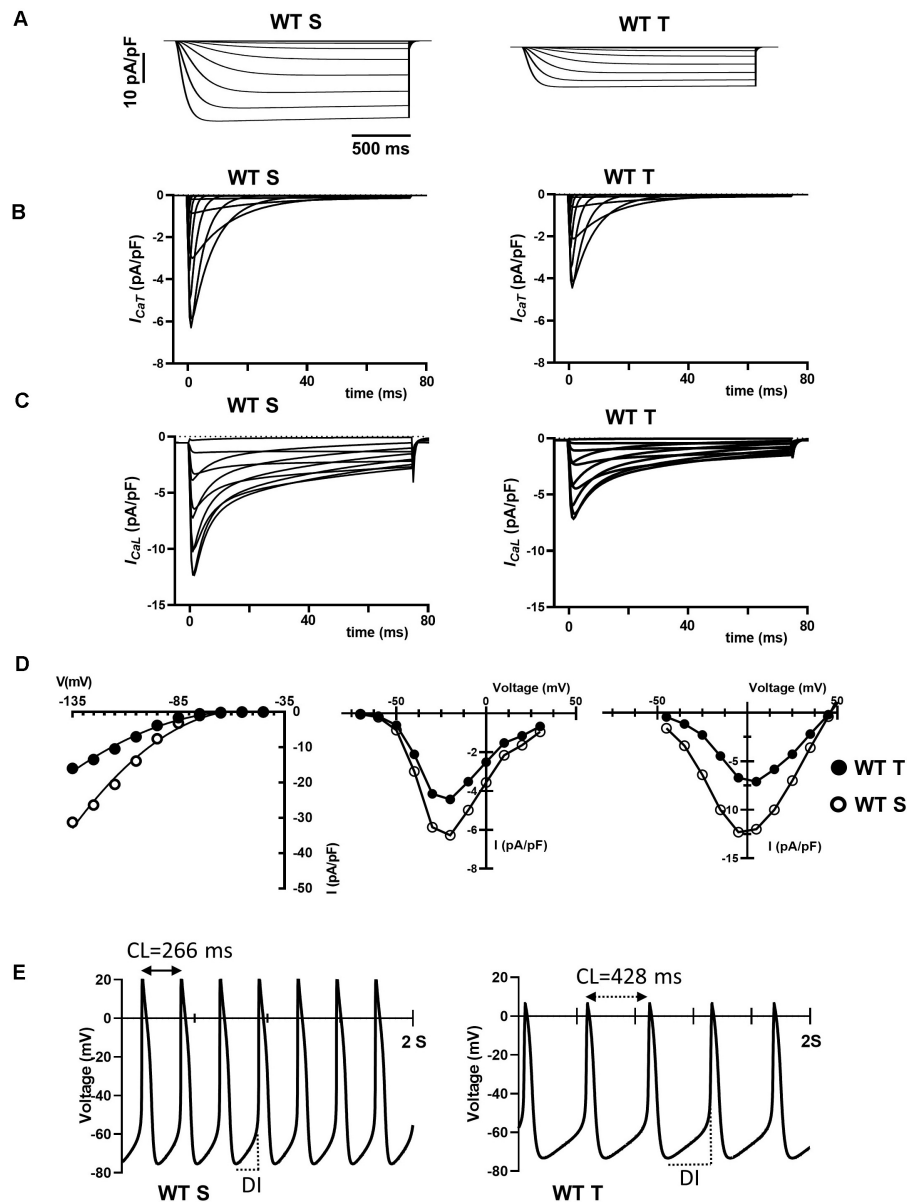 A
WT S
WT T
10 pA/pF
500 ms
B
WT S
WT T
0
-2
-4
-6
-8
I_CaT (pA/pF)
0
40
80
time (ms)
0
-2
-4
-6
-8
I_CaT (pA/pF)
0
40
80
time (ms)
C
WT S
WT T
0
-5
-10
-15
I_CaL (pA/pF)
0
40
80
time (ms)
0
-5
-10
-15
I_CaL (pA/pF)
0
40
80
time (ms)
D
V(mV)
-135
-85
-35
0
-10
-20
-30
-40
-50
I (pA/pF)
Voltage (mV)
-50
0
50
-2
-4
-6
-8
I (pA/pF)
Voltage (mV)
-50
50
-5
-10
-15
I (pA/pF)
WT T
WT S
E
CL=266 ms
20
0
-20
-40
-60
-80
Voltage (mV)
2 S
DI
WT S
CL=428 ms
20
0
-20
-40
-60
-80
Voltage (mV)
2S
DI
WT T